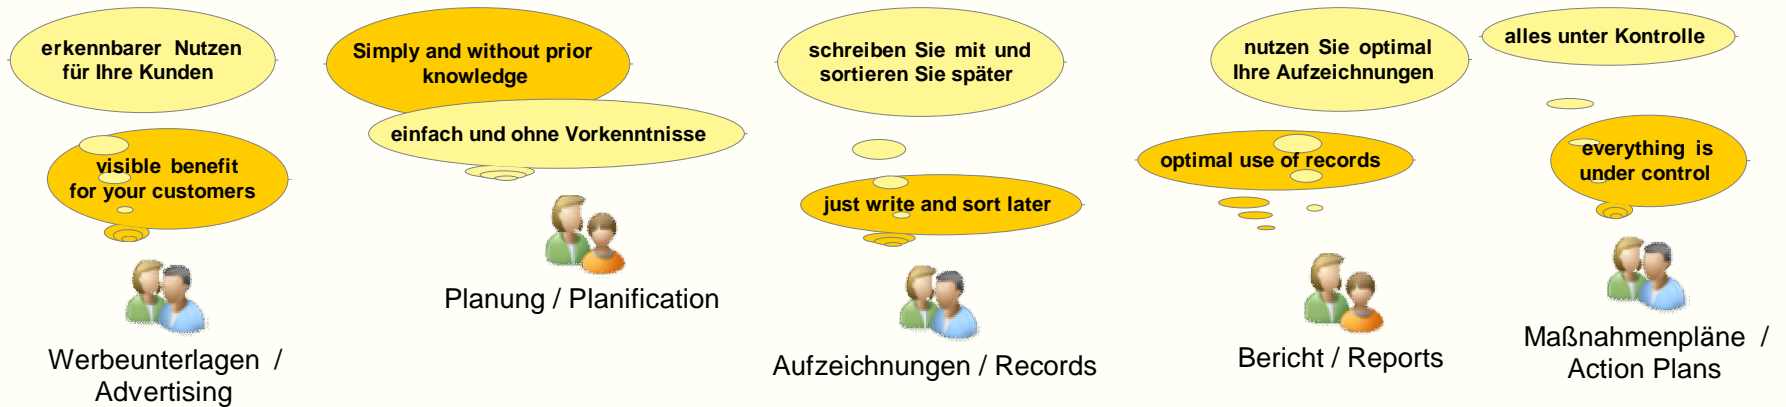 erkennbarer Nutzen
für Ihre Kunden
visible benefit
for your customers
Werbeunterlagen /
Advertising
Simply and without prior
knowledge
einfach und ohne Vorkenntnisse
Planung / Planification
schreiben Sie mit und
sortieren Sie später
just write and sort later
Aufzeichnungen / Records
nutzen Sie optimal
Ihre Aufzeichnungen
optimal use of records
Bericht / Reports
alles unter Kontrolle
everything is
under control
Maßnahmenpläne /
Action Plans